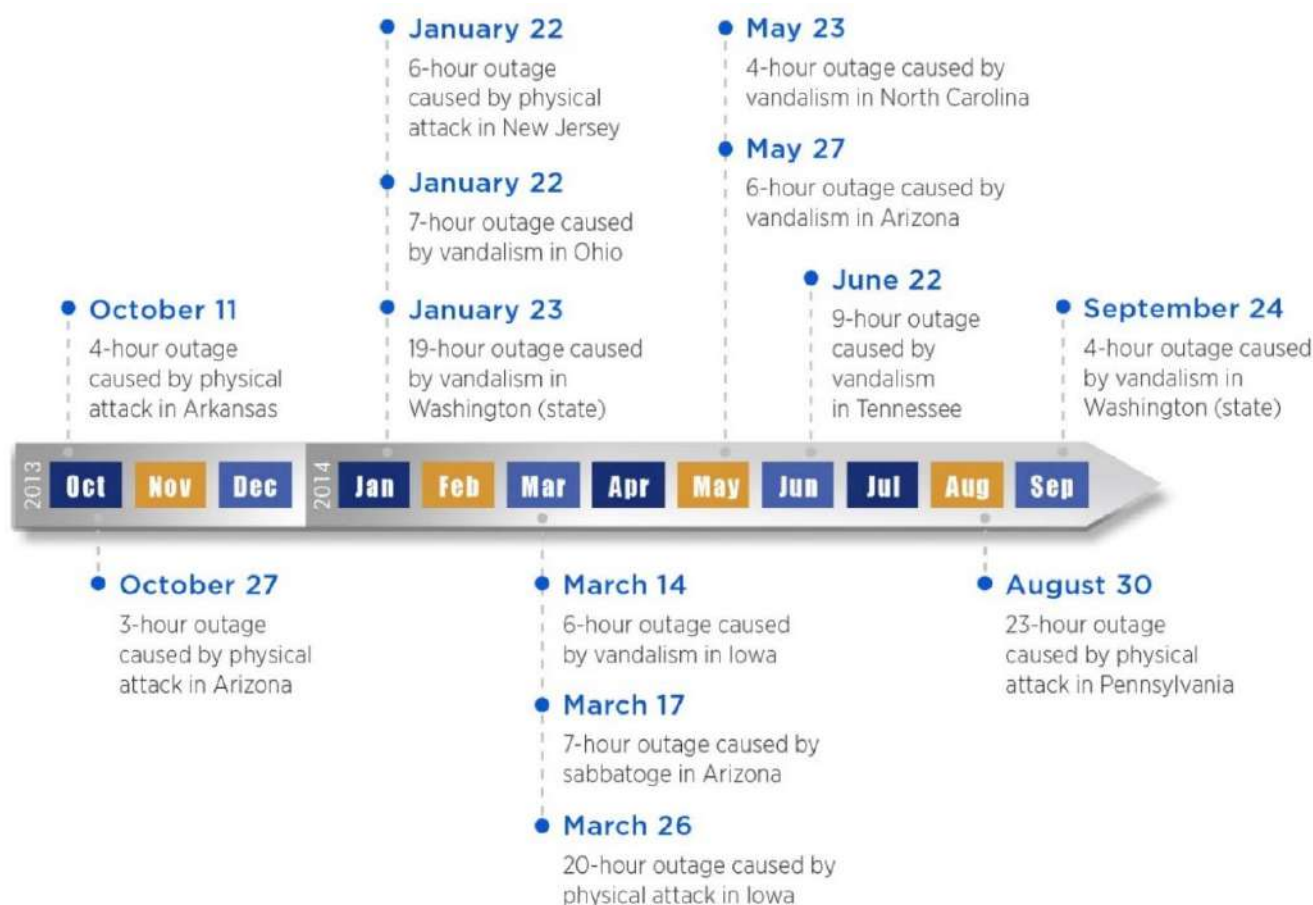 January 22
6-hour outage
caused by physical
attack in New Jersey
January 22
7-hour outage caused
by vandalism in Ohio
January 23
19-hour outage caused
by vandalism in
Washington (state)
May 23
4-hour outage caused by
vandalism in North Carolina
May 27
6-hour outage caused by
vandalism in Arizona
October 11
4-hour outage
caused by physical
attack in Arkansas
June 22
9-hour outage
caused by
vandalism
in Tennessee
September 24
4-hour outage caused
by vandalism in
Washington (state)
2013 Oct Nov Dec 2014 Jan Feb Mar Apr May Jun Jul Aug Sep
October 27
3-hour outage
caused by physical
attack in Arizona
March 14
6-hour outage caused
by vandalism in Iowa
March 17
7-hour outage caused by
sabbatoge in Arizona
March 26
20-hour outage caused by
physical attack in Iowa
August 30
23-hour outage
caused by physical
attack in Pennsylvania